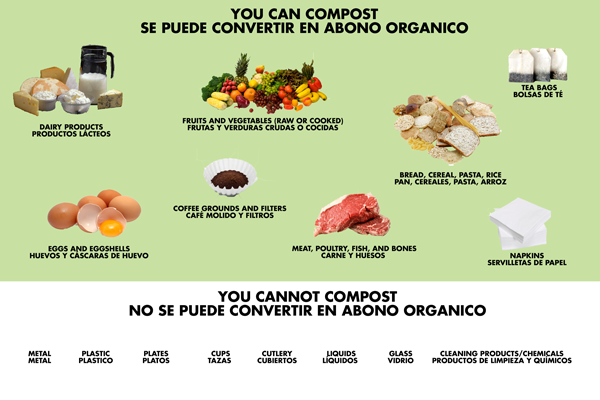 YOU CAN COMPOST
SE PUEDE CONVERTIR EN ABONO ORGANICO
TEA BAGS
BOLSAS DE TÉ
DAIRY PRODUCTS
PRODUCTOS LÁCTEOS
FRUITS AND VEGETABLES (RAW OR COOKED)
FRUTAS Y VERDURAS CRUDAS O COCIDAS
BREAD, CEREAL, PASTA, RICE
PAN, CEREALES, PASTA, ARROZ
COFFEE GROUNDS AND FILTERS
CAFÉ MOLIDO Y FILTROS
EGGS AND EGGSHELLS
HUEVOS Y CÁSCARAS DE HUEVO
MEAT, POULTRY, FISH, AND BONES
CARNE Y HUESOS
NAPKINS
SERVILLETAS DE PAPEL
YOU CANNOT COMPOST
NO SE PUEDE CONVERTIR EN ABONO ORGANICO
METAL
METAL
PLASTIC
PLASTICO
PLATES
PLATOS
CUPS
TAZAS
CUTLERY
CUBIERTOS
LIQUIDS
LÍQUIDOS
GLASS
VIDRIO
CLEANING PRODUCTS/CHEMICALS
PRODUCTOS DE LIMPIEZA Y QUÍMICOS